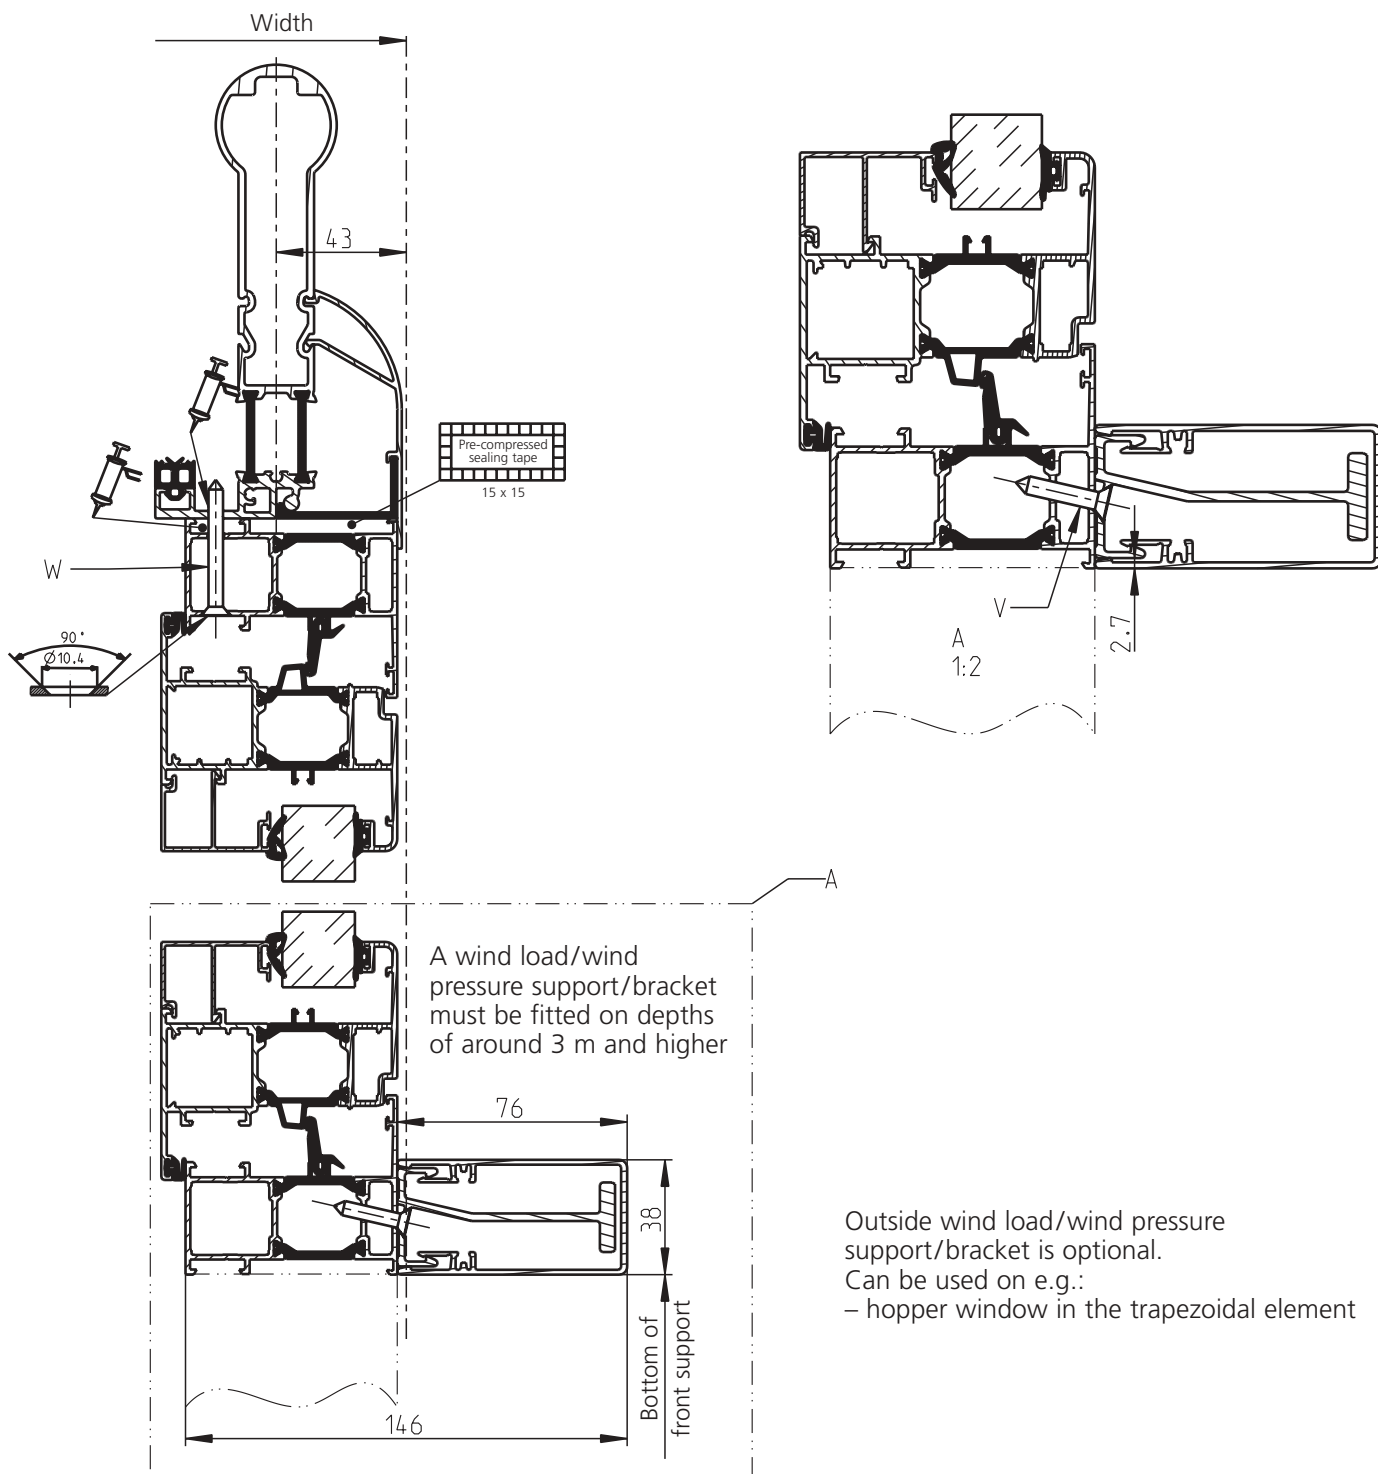 Width
43
Pre-compressed
sealing tape
15 x 15
W
90°
Ø10.4
V
A
1:2
2.7
A
A wind load/wind
pressure support/bracket
must be fitted on depths
of around 3 m and higher
76
38
Outside wind load/wind pressure
support/bracket is optional.
Can be used on e.g.:
– hopper window in the trapezoidal element
Bottom of
front support
146